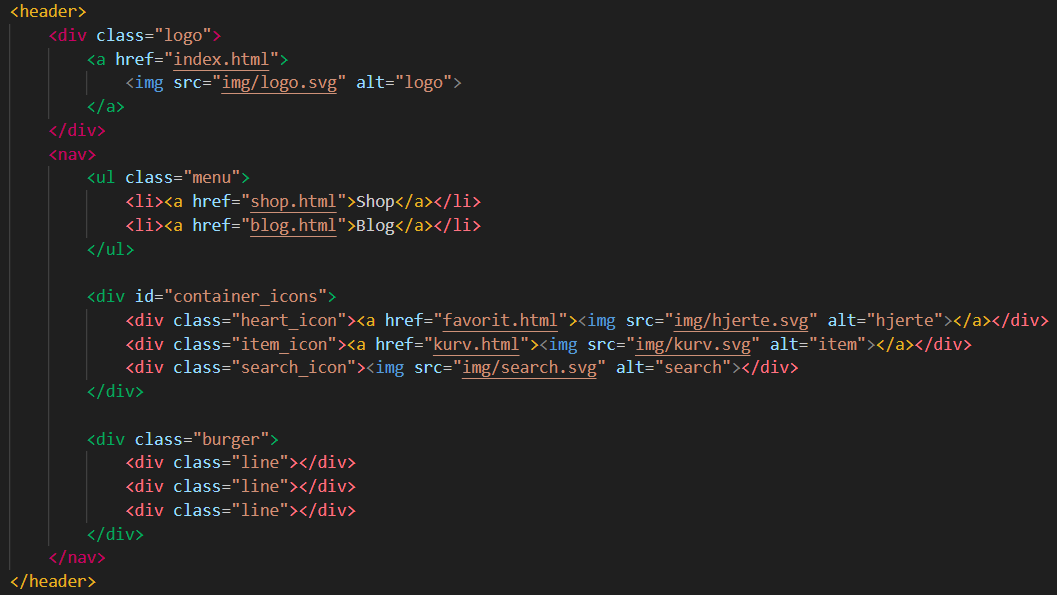 <header>
    <div class="logo">
        <a href="index.html">
            <img src="img/logo.svg" alt="logo">
        </a>
    </div>
    <nav>
        <ul class="menu">
            <li><a href="shop.html">Shop</a></li>
            <li><a href="blog.html">Blog</a></li>
        </ul>

        <div id="container_icons">
            <div class="heart_icon"><a href="favorit.html"><img src="img/hjerte.svg" alt="hjerte"></a></div>
            <div class="item_icon"><a href="kurv.html"><img src="img/kurv.svg" alt="item"></a></div>
            <div class="search_icon"><img src="img/search.svg" alt="search"></div>
        </div>

        <div class="burger">
            <div class="line"></div>
            <div class="line"></div>
            <div class="line"></div>
        </div>
    </nav>
</header>